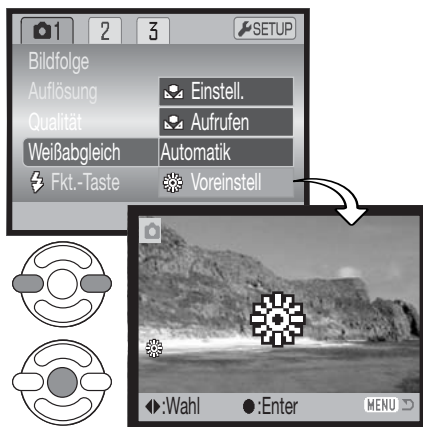 1 2 3 SETUP
Bildfolge
Auflösung Einstell.
Qualität Aufrufen
Weißabgleich Automatik
Fkt.-Taste Voreinstell
:Wahl :Enter MENU